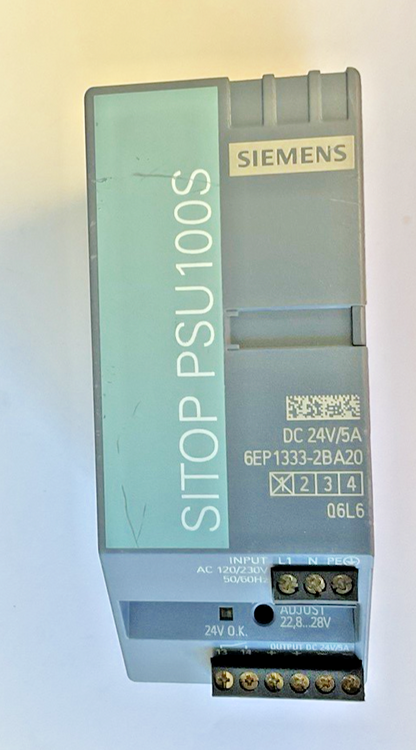 SIEMENS
SITOP PSU100S
DC 24V/5A
6EP1333-2BA20
2 3 4
Q6L6
INPUT L1 N PE
AC 120/230V
50/60Hz
ADJUST
22,8...28V
24V O.K.
13 14 + + - -
OUTPUT DC 24V/5A